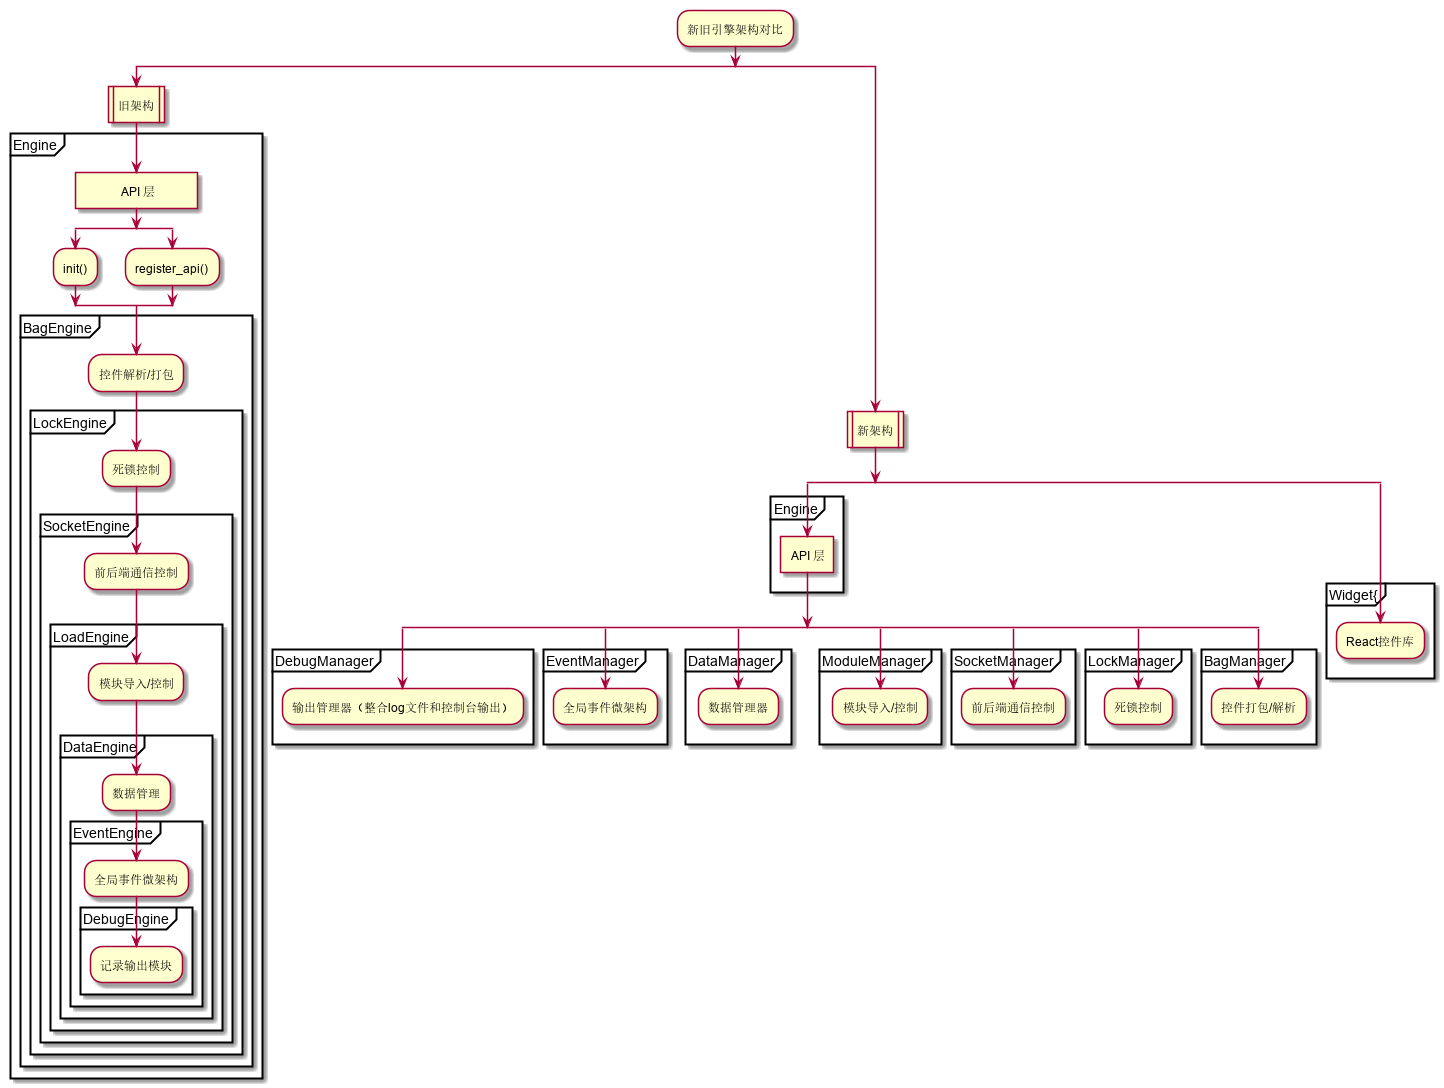 新旧引擎架构对比
旧架构
Engine
API 层
init()
register_api()
BagEngine
控件解析/打包
LockEngine
死锁控制
SocketEngine
前后端通信控制
LoadEngine
模块导入/控制
DataEngine
数据管理
EventEngine
全局事件微架构
DebugEngine
记录输出模块
新架构
Engine
API 层
DebugManager
输出管理器（整合log文件和控制台输出）
EventManager
全局事件微架构
DataManager
数据管理器
ModuleManager
模块导入/控制
SocketManager
前后端通信控制
LockManager
死锁控制
BagManager
控件打包/解析
Widget{
React控件库